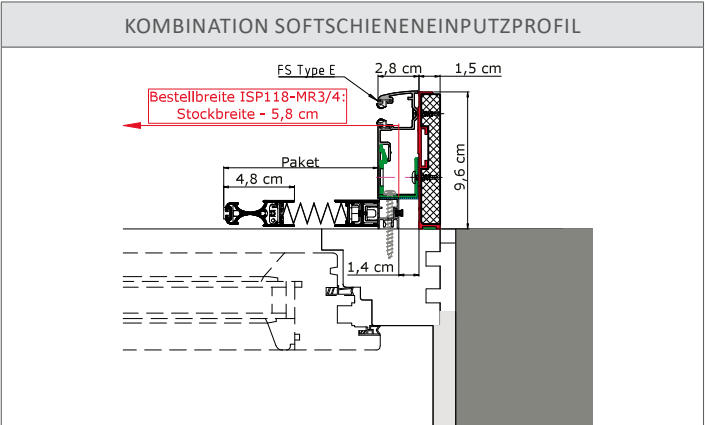 KOMBINATION SOFTSCHIENENEINPUTZPROFIL
FS Type E
2,8 cm
1,5 cm
Bestellbreite ISP118-MR3/4:
Stockbreite - 5,8 cm
Paket
4,8 cm
9,6 cm
1,4 cm